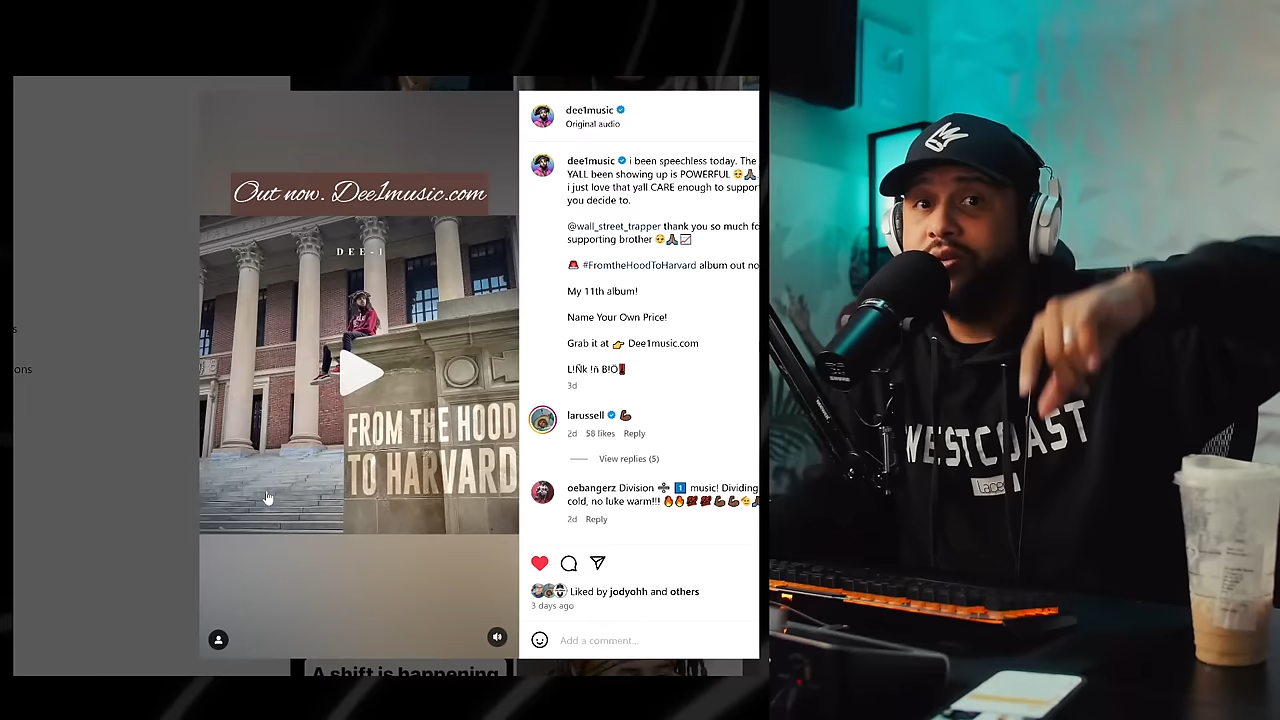 s
ons
Out now. Dee1music.com
DEE-1
FROM THE HOOD
TO HARVARD
A shift is happening
dee1music
Original audio
dee1music i been speechless today. The
YALL been showing up is POWERFUL 🥹🙏🏾
i just love that yall CARE enough to suppor
you decide to.
@wall_street_trapper thank you so much fo
supporting brother 🥹🙏🏾📈
🚨 #FromtheHoodToHarvard album out no
My 11th album!
Name Your Own Price!
Grab it at 👉 Dee1music.com
L!Ñk !ñ B!O‼️
3d
larussell 💪🏾
2d 58 likes Reply
View replies (5)
oebangerz Division ➗ 1️⃣ music! Dividing
cold, no luke warm!!! 🔥🔥💯💯💪🏾💪🏾🫡
2d Reply
Liked by jodyohh and others
3 days ago
Add a comment...
WESTCOAST